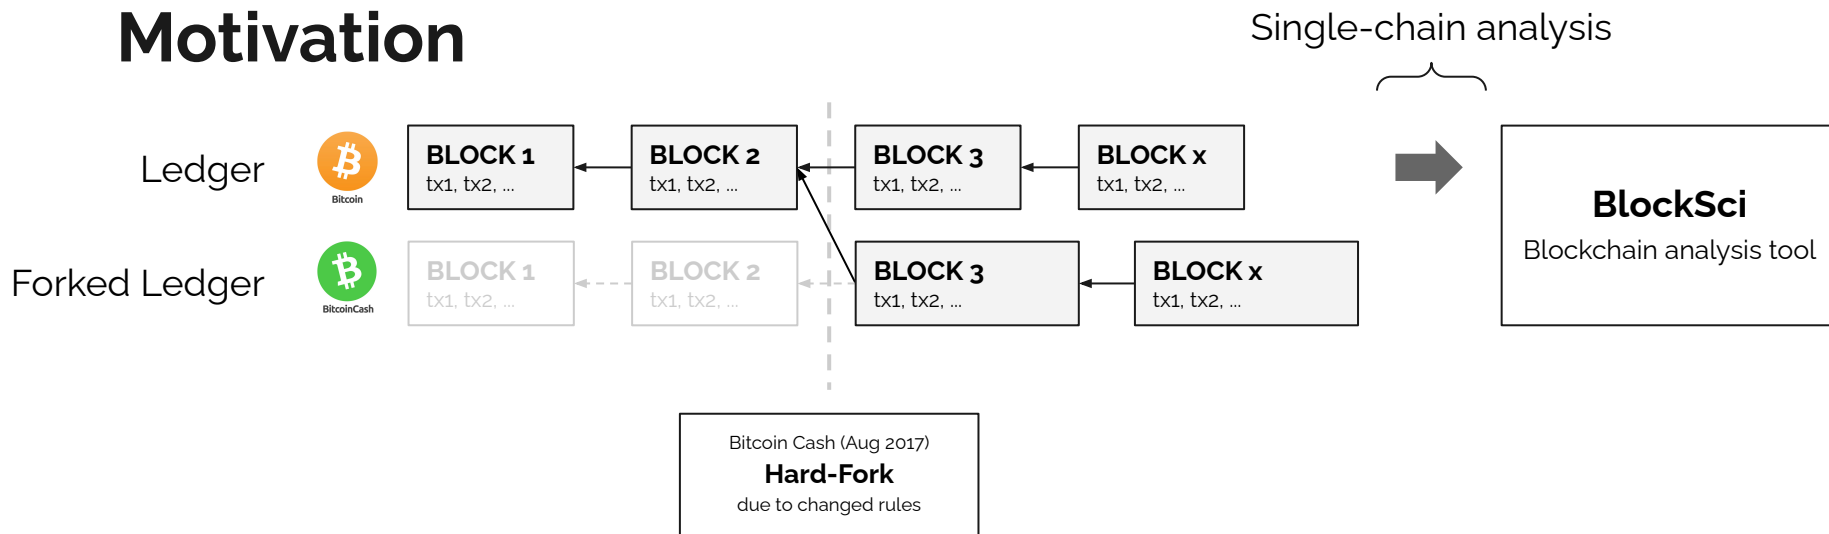 Motivation
Single-chain analysis
Ledger
Bitcoin
BLOCK 1
tx1, tx2, ...
BLOCK 2
tx1, tx2, ...
BLOCK 3
tx1, tx2, ...
BLOCK x
tx1, tx2, ...
Forked Ledger
BitcoinCash
BLOCK 1
tx1, tx2, ...
BLOCK 2
tx1, tx2, ...
BLOCK 3
tx1, tx2, ...
BLOCK x
tx1, tx2, ...
BlockSci
Blockchain analysis tool
Bitcoin Cash (Aug 2017)
Hard-Fork
due to changed rules